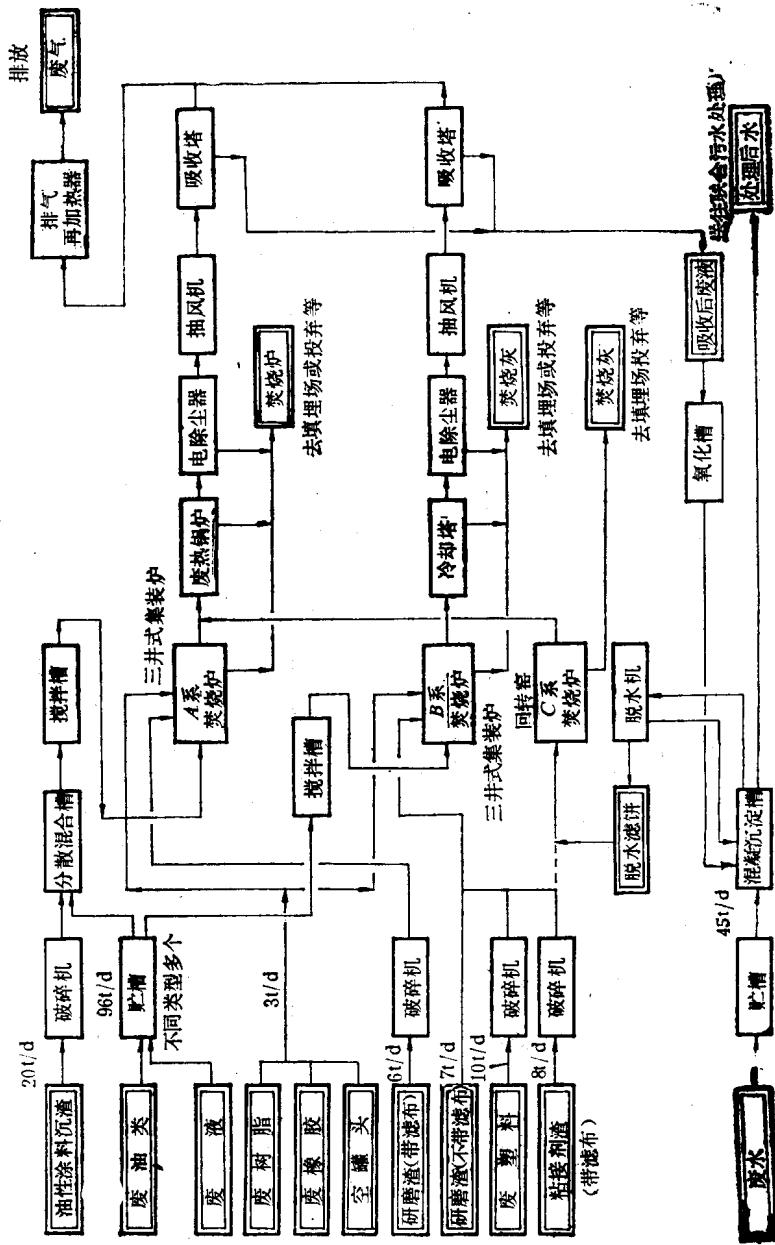 油性涂料沉渣
20t/d
破碎机
分散混合槽
搅拌槽
废油类
废液
96t/d
贮槽
不同类型多个
废树脂
废橡胶
空罐头
3t/d
研磨渣(带滤布)
6t/d
破碎机
研磨渣(不带滤布)
7t/d
废塑料
10t/d
破碎机
粘接剂渣
(带滤布)
8t/d
破碎机
废水
贮槽
45t/d
混凝沉淀槽
脱水机
脱水滤饼
搅拌槽
三井式集装炉
A系
焚烧炉
废热锅炉
电除尘器
抽风机
吸收塔
焚烧炉
去填埋场或投弃等
排气
再加热器
废气
排放
B系
焚烧炉
三井式集装炉
冷却塔
电除尘器
抽风机
吸收塔
焚烧灰
去填埋场或投弃等
回转窑
C系
焚烧炉
焚烧灰
去填埋场投弃等
氧化槽
吸收后废液
处理后水
送往联合污水处理厂